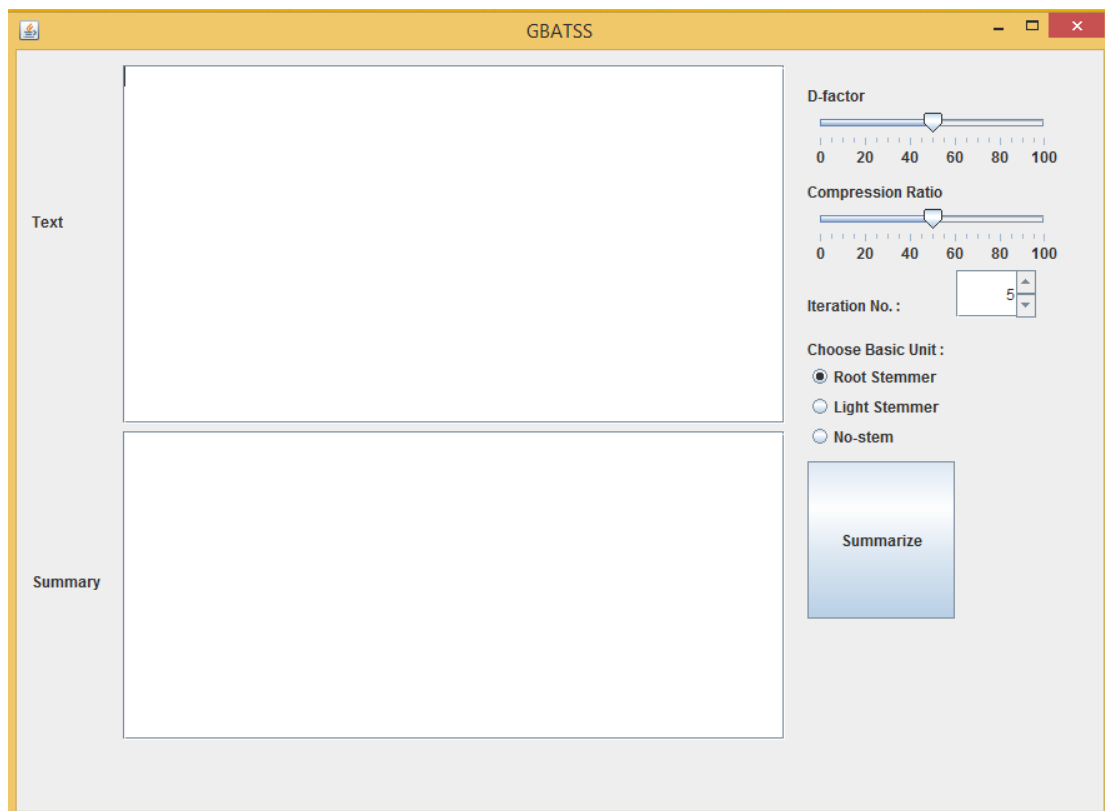 GBATSS
Text
Summary
D-factor
0 20 40 60 80 100
Compression Ratio
0 20 40 60 80 100
Iteration No. : 5
Choose Basic Unit :
Root Stemmer
Light Stemmer
No-stem
Summarize